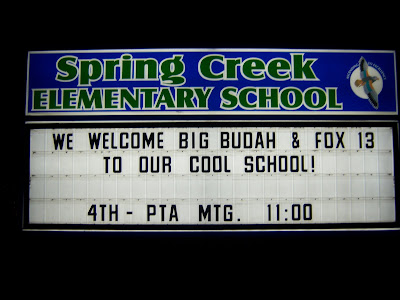 Spring Creek
ELEMENTARY SCHOOL
WE WELCOME BIG BUDAH & FOX 13
TO OUR COOL SCHOOL!
4TH - PTA MTG. 11:00